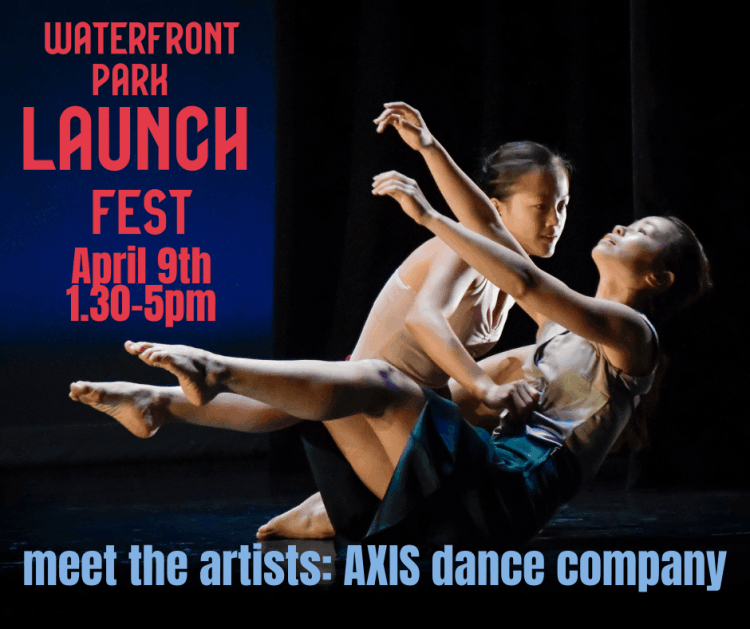 WATERFRONT
PARK
LAUNCH
FEST
April 9th
1.30-5pm
meet the artists: AXIS dance company